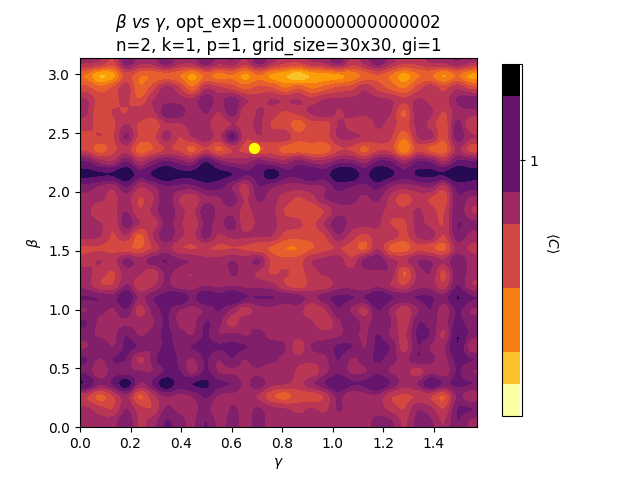 β vs γ, opt_exp=1.0000000000000002
n=2, k=1, p=1, grid_size=30x30, gi=1
3.0
2.5
2.0
1.5
1.0
0.5
0.0
β
0.0 0.2 0.4 0.6 0.8 1.0 1.2 1.4
γ
1
⟨C⟩